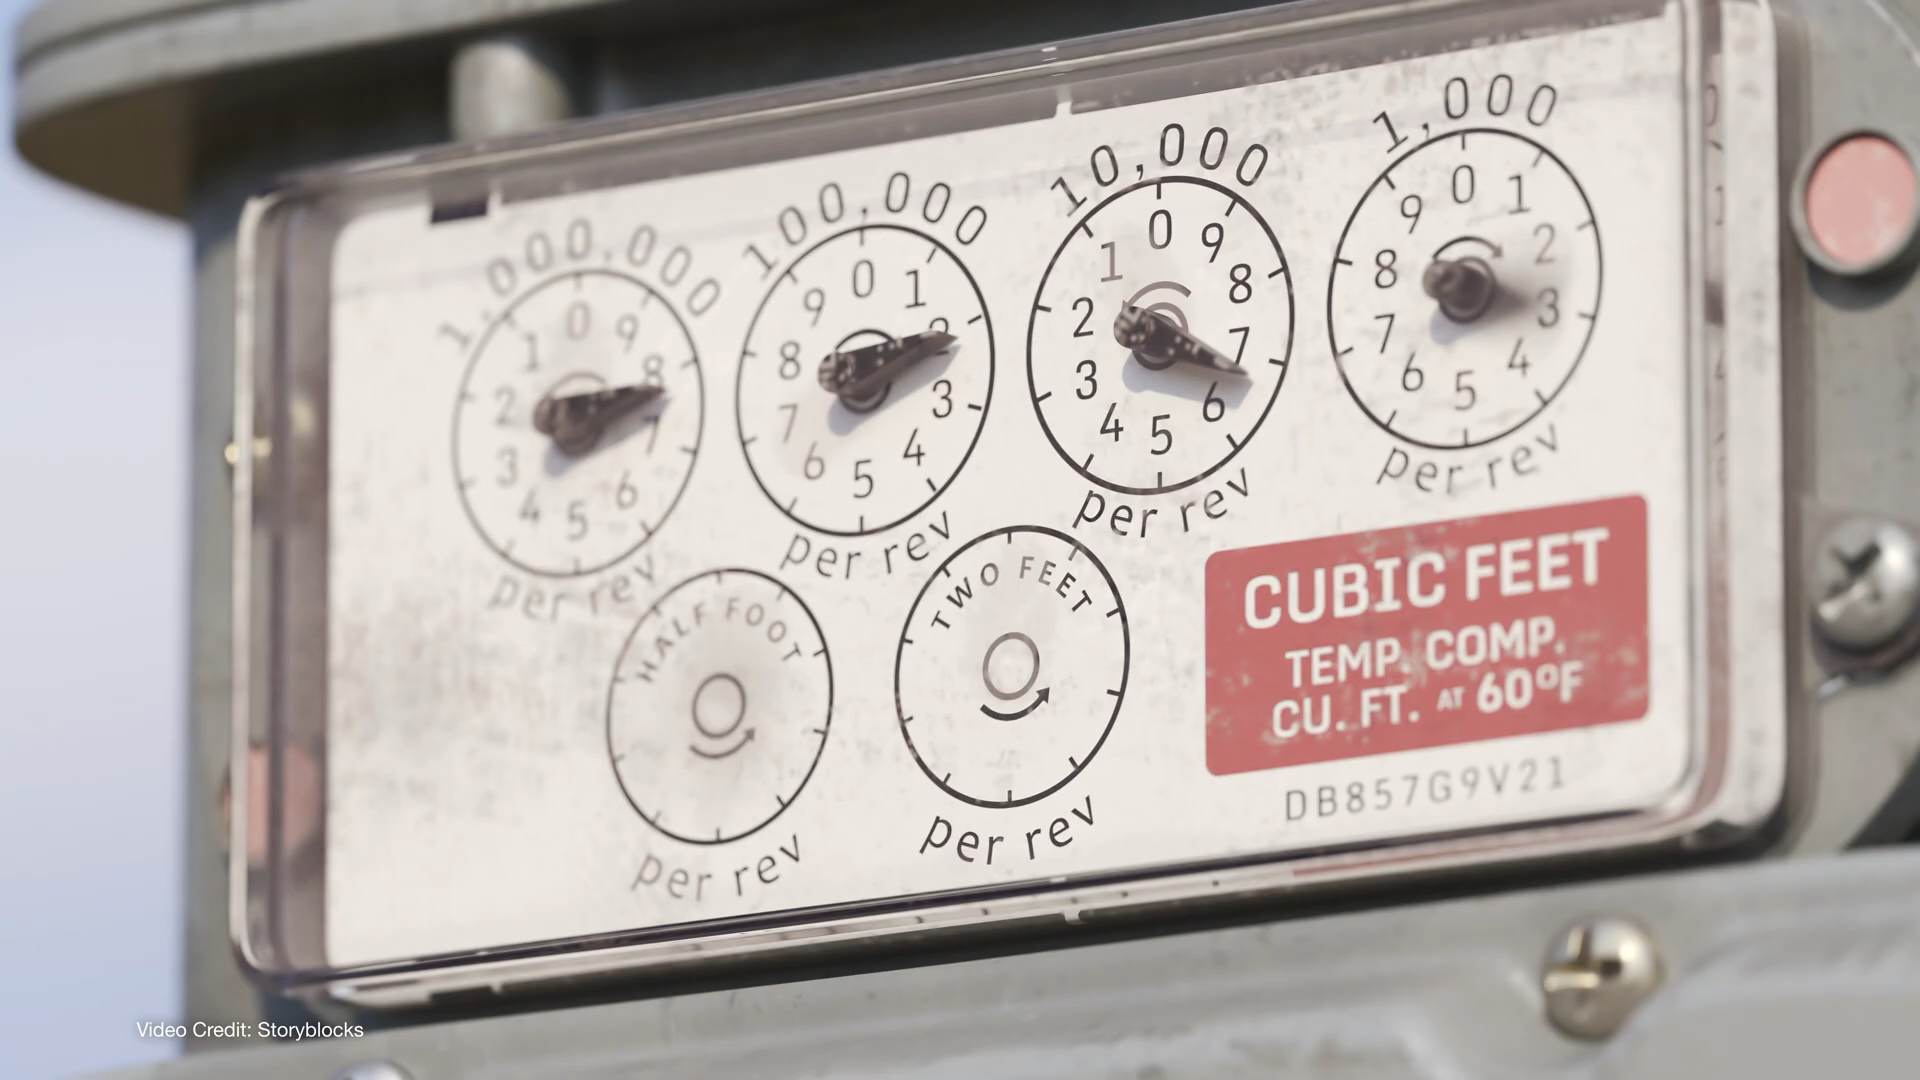 1,000,000
0 9 8 7 6 5 4 3 2 1
per rev
100,000
0 1 2 3 4 5 6 7 8 9
per rev
10,000
0 9 8 7 6 5 4 3 2 1
per rev
1,000
0 1 2 3 4 5 6 7 8 9
per rev
HALF FOOT
per rev
TWO FEET
per rev
CUBIC FEET
TEMP. COMP.
CU. FT. AT 60ºF
DB857G9V21
Video Credit: Storyblocks